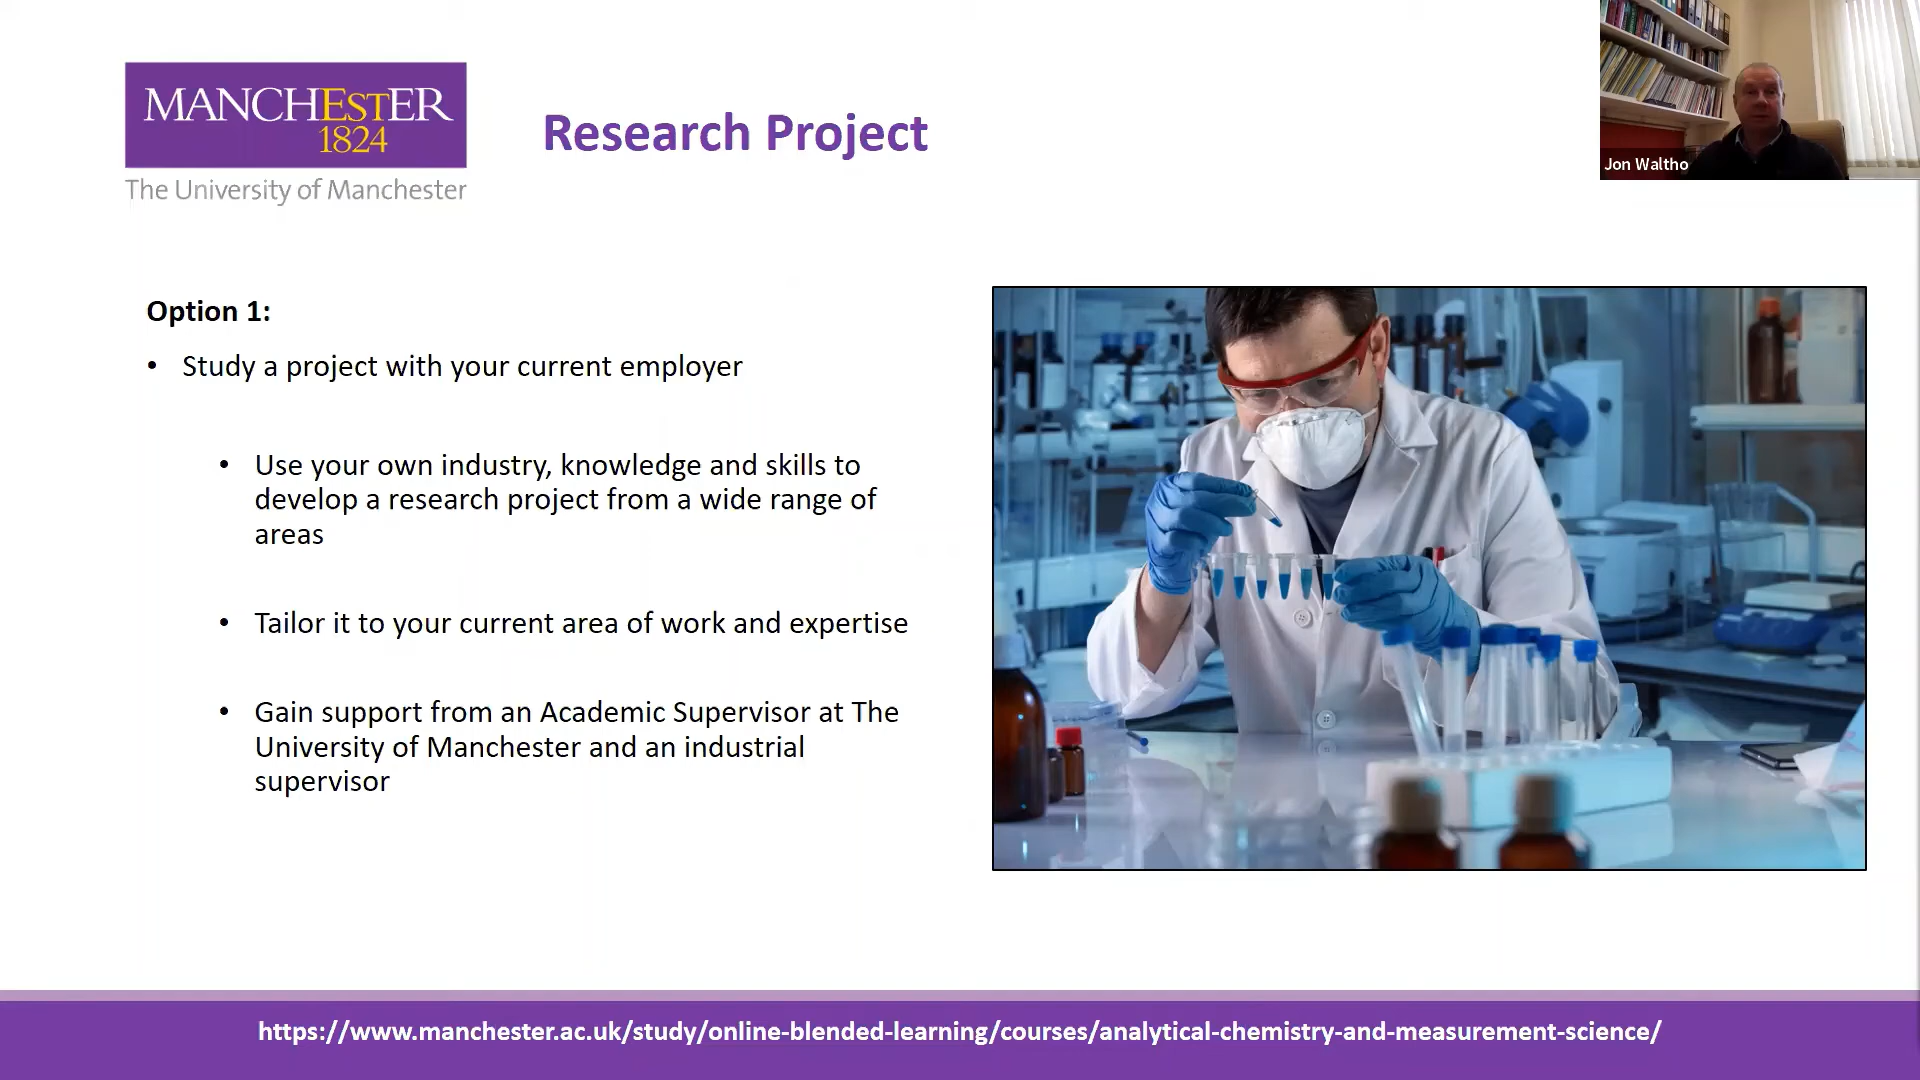 MANCHESTER
1824
The University of Manchester
Research Project
Jon Waltho
Option 1:
• Study a project with your current employer
• Use your own industry, knowledge and skills to
develop a research project from a wide range of
areas
• Tailor it to your current area of work and expertise
• Gain support from an Academic Supervisor at The
University of Manchester and an industrial
supervisor
https://www.manchester.ac.uk/study/online-blended-learning/courses/analytical-chemistry-and-measurement-science/